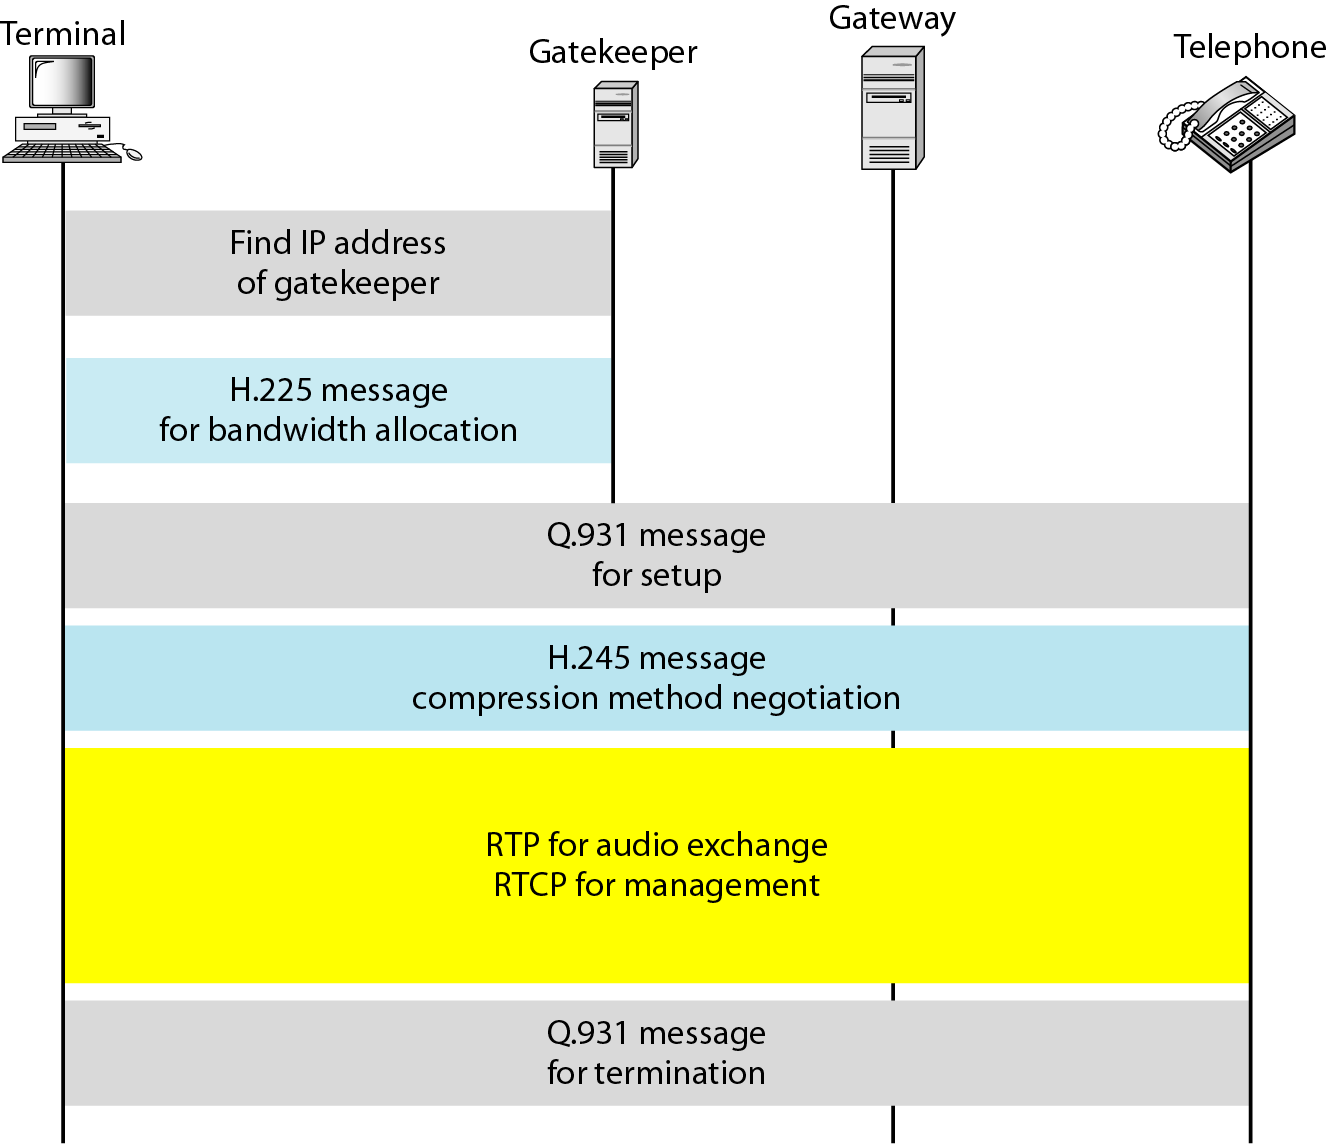 Terminal
Gatekeeper
Gateway
Telephone
Find IP address
of gatekeeper
H.225 message
for bandwidth allocation
Q.931 message
for setup
H.245 message
compression method negotiation
RTP for audio exchange
RTCP for management
Q.931 message
for termination